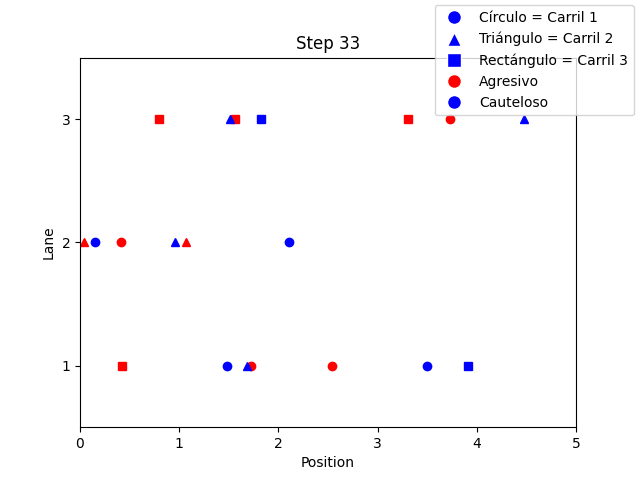 Step 33
Círculo = Carril 1
Triángulo = Carril 2
Rectángulo = Carril 3
Agresivo
Cauteloso
Lane
3
2
1
0 1 2 3 4 5
Position